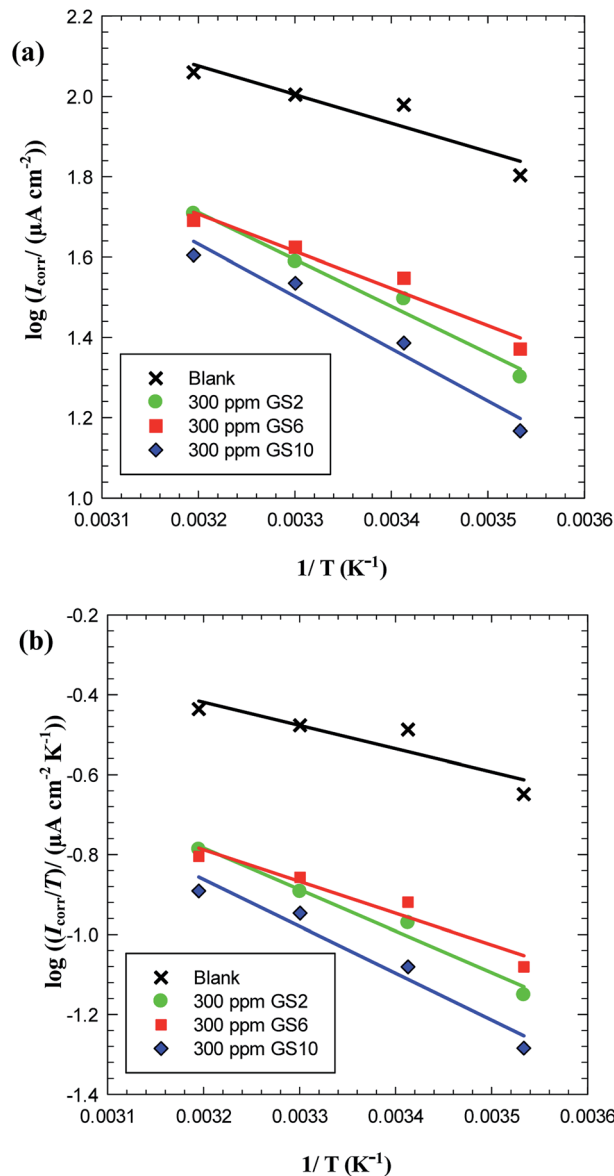 (a)
2.2
2.0
1.8
1.6
1.4
1.2
1.0
log (Icorr/ (µA cm⁻²))
Blank
300 ppm GS2
300 ppm GS6
300 ppm GS10
0.0031 0.0032 0.0033 0.0034 0.0035 0.0036
1/ T (K⁻¹)
(b)
-0.2
-0.4
-0.6
-0.8
-1.0
-1.2
-1.4
log ((Icorr/T)/ (µA cm⁻² K⁻¹))
Blank
300 ppm GS2
300 ppm GS6
300 ppm GS10
0.0031 0.0032 0.0033 0.0034 0.0035 0.0036
1/ T (K⁻¹)